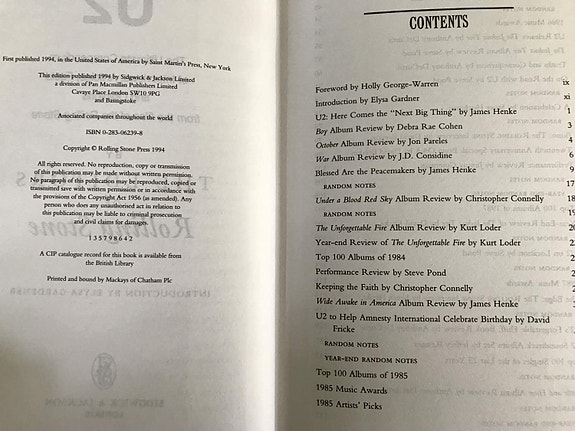 First published 1994, in the United States of America by Saint Martin's Press, New York
This edition published 1994 by Sidgwick & Jackson Limited
a division of Pan Macmillan Publishers Limited
Cavaye Place London SW10 9PG
and Basingstoke
Associated companies throughout the world
ISBN 0-283-06239-8
Copyright © Rolling Stone Press 1994
All rights reserved. No reproduction, copy or transmission
of this publication may be made without written permission.
No paragraph of this publication may be reproduced, copied or
transmitted save with written permission or in accordance with
the provisions of the Copyright Act 1956 (as amended). Any
person who does any unauthorised act in relation to
this publication may be liable to criminal prosecution
and civil claims for damages.
1 3 5 7 9 8 6 4 2
A CIP catalogue record for this book is available from
the British Library
Printed and bound by Mackays of Chatham Plc
CONTENTS
Foreword by Holly George-Warren ix
Introduction by Elysa Gardner xi
U2: Here Comes the "Next Big Thing" by James Henke 1
Boy Album Review by Debra Rae Cohen 3
October Album Review by Jon Pareles 4
War Album Review by J.D. Considine 6
Blessed Are the Peacemakers by James Henke 9
RANDOM NOTES 17
Under a Blood Red Sky Album Review by Christopher Connelly 18
RANDOM NOTES
The Unforgettable Fire Album Review by Kurt Loder
Year-end Review of The Unforgettable Fire by Kurt Loder
Top 100 Albums of 1984
Performance Review by Steve Pond
Keeping the Faith by Christopher Connelly
Wide Awake in America Album Review by James Henke
U2 to Help Amnesty International Celebrate Birthday by David
Fricke
RANDOM NOTES
YEAR-END RANDOM NOTES
Top 100 Albums of 1985
1985 Music Awards
1985 Artists' Picks